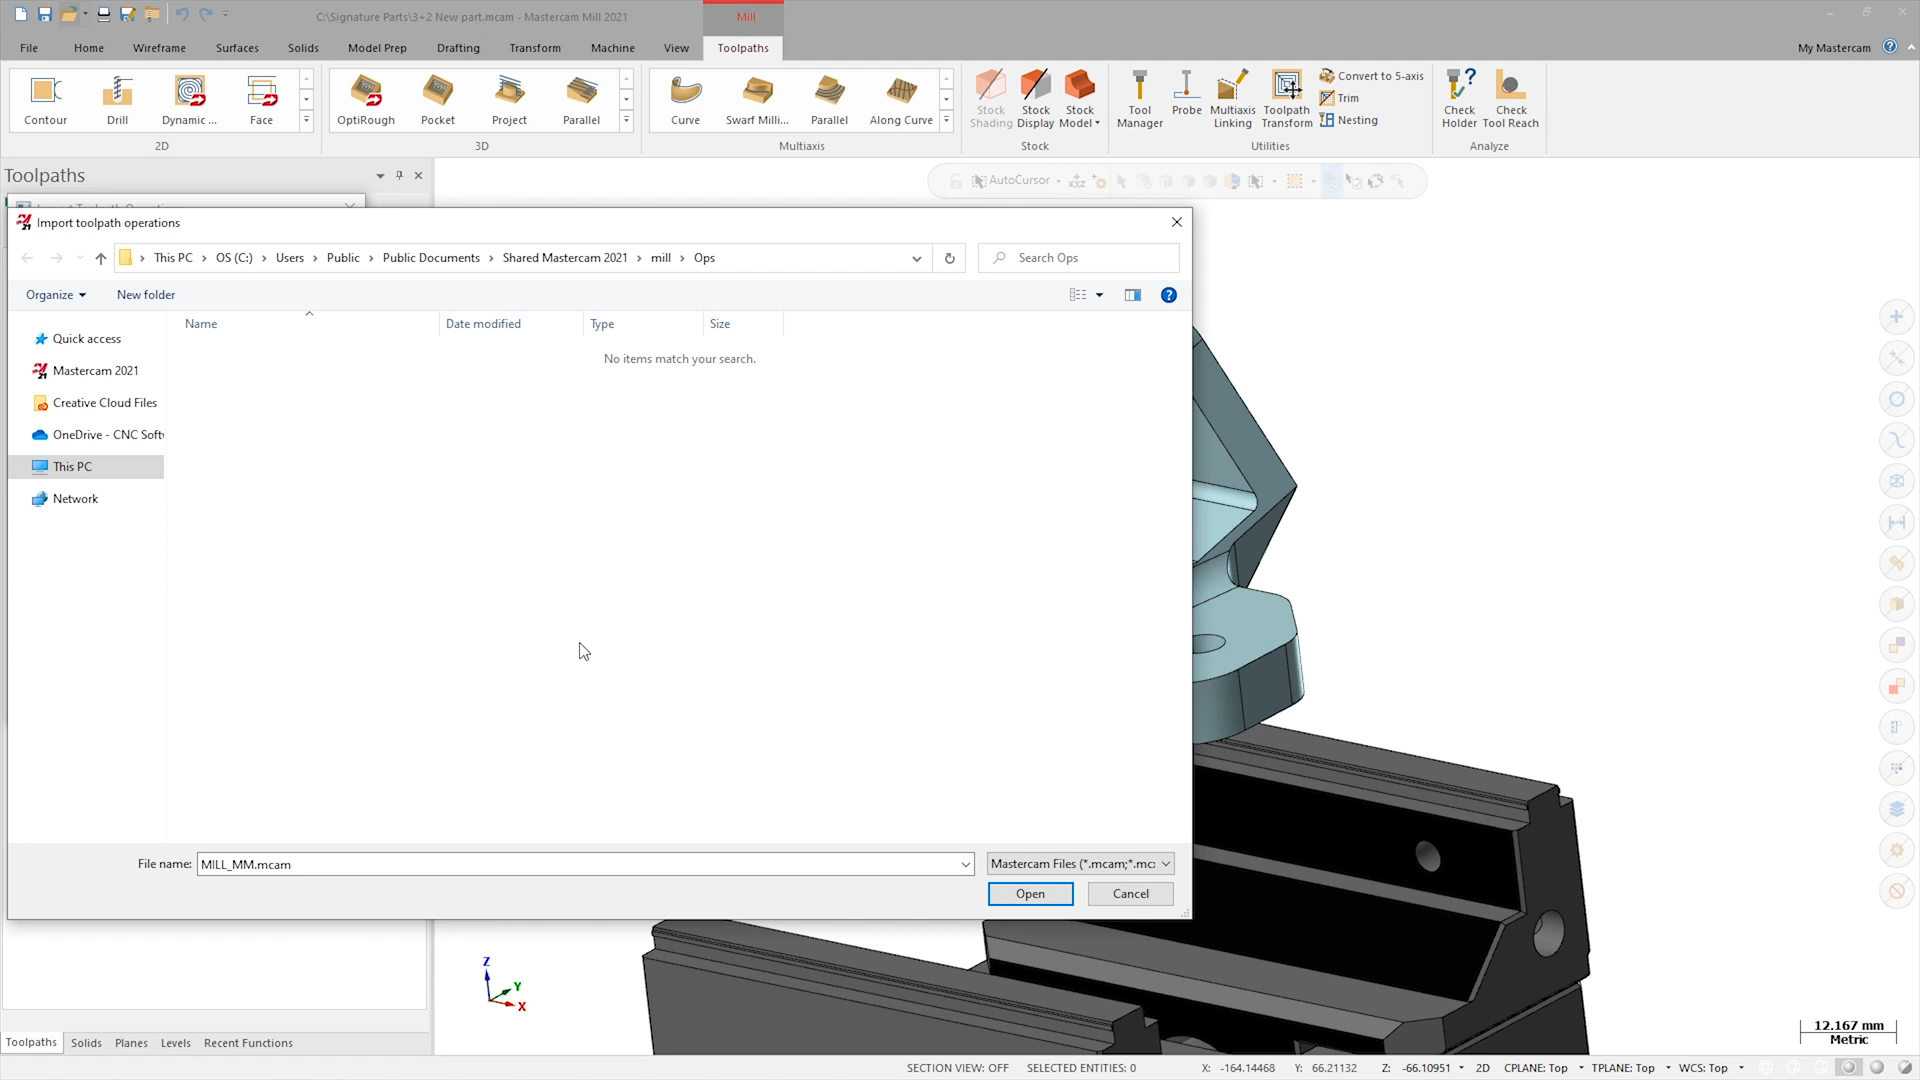 C:\Signature Parts\3+2 New part.mcam - Mastercam Mill 2021
Mill
File Home Wireframe Surfaces Solids Model Prep Drafting Transform Machine View Toolpaths
My Mastercam
Contour Drill Dynamic ... Face
2D
OptiRough Pocket Project Parallel
3D
Curve Swarf Milli... Parallel Along Curve
Multiaxis
Stock Shading
Stock Display
Stock Model
Stock
Tool Manager
Probe
Multiaxis Linking
Toolpath Transform
Convert to 5-axis
Trim
Nesting
Utilities
Check Holder
Check Tool Reach
Analyze
Toolpaths
AutoCursor
Import toolpath operations
This PC > OS (C:) > Users > Public > Public Documents > Shared Mastercam 2021 > mill > Ops
Search Ops
Organize New folder
Name Date modified Type Size
No items match your search.
Quick access
Mastercam 2021
Creative Cloud Files
OneDrive - CNC Soft
This PC
Network
File name: MILL_MM.mcam
Mastercam Files (*.mcam;*.mc
Open Cancel
Z
Y
X
12.167 mm
Metric
Toolpaths Solids Planes Levels Recent Functions
SECTION VIEW: OFF SELECTED ENTITIES: 0 X: -164.14468 Y: 66.21132 Z: -66.10951 2D CPLANE: Top TPLANE: Top WCS: Top